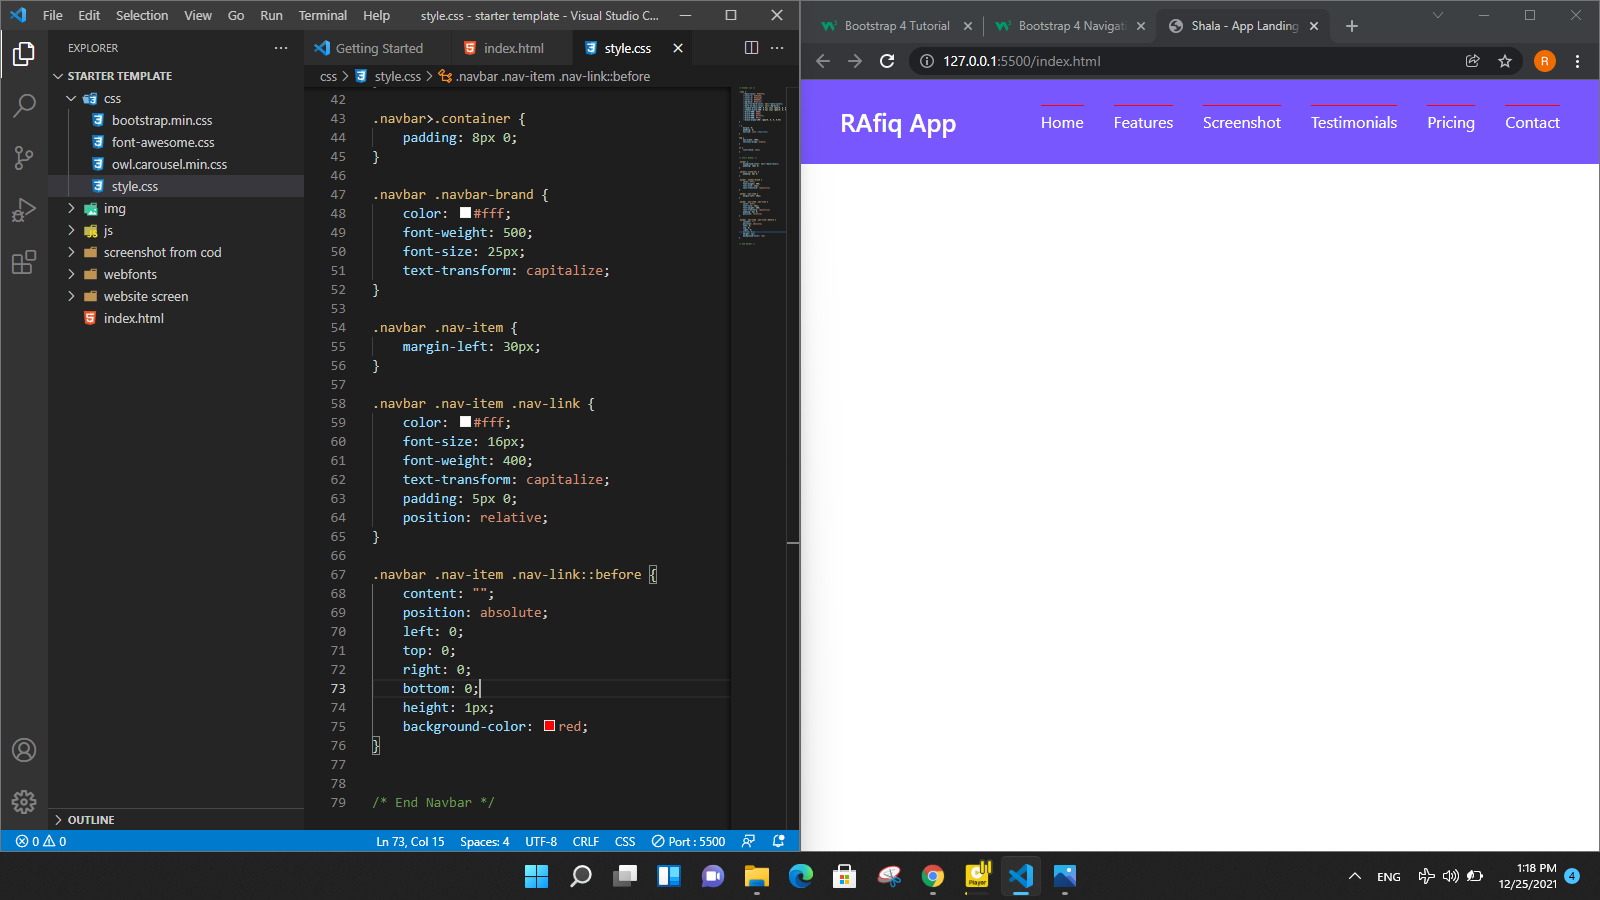 File Edit Selection View Go Run Terminal Help style.css - starter template - Visual Studio C...
EXPLORER
STARTER TEMPLATE
css
bootstrap.min.css
font-awesome.css
owl.carousel.min.css
style.css
img
js
screenshot from cod
webfonts
website screen
index.html
OUTLINE
Getting Started index.html style.css
css > style.css > .navbar .nav-item .nav-link::before
42
43 .navbar>.container {
44 padding: 8px 0;
45 }
46
47 .navbar .navbar-brand {
48 color: #fff;
49 font-weight: 500;
50 font-size: 25px;
51 text-transform: capitalize;
52 }
53
54 .navbar .nav-item {
55 margin-left: 30px;
56 }
57
58 .navbar .nav-item .nav-link {
59 color: #fff;
60 font-size: 16px;
61 font-weight: 400;
62 text-transform: capitalize;
63 padding: 5px 0;
64 position: relative;
65 }
66
67 .navbar .nav-item .nav-link::before {
68 content: "";
69 position: absolute;
70 left: 0;
71 top: 0;
72 right: 0;
73 bottom: 0;
74 height: 1px;
75 background-color: red;
76 }
77
78
79 /* End Navbar */
0 0 Ln 73, Col 15 Spaces: 4 UTF-8 CRLF CSS Port : 5500
Bootstrap 4 Tutorial Bootstrap 4 Navigat Shala - App Landing
127.0.0.1:5500/index.html R
RAfiq App Home Features Screenshot Testimonials Pricing Contact
Player
ENG
1:18 PM
12/25/2021
4